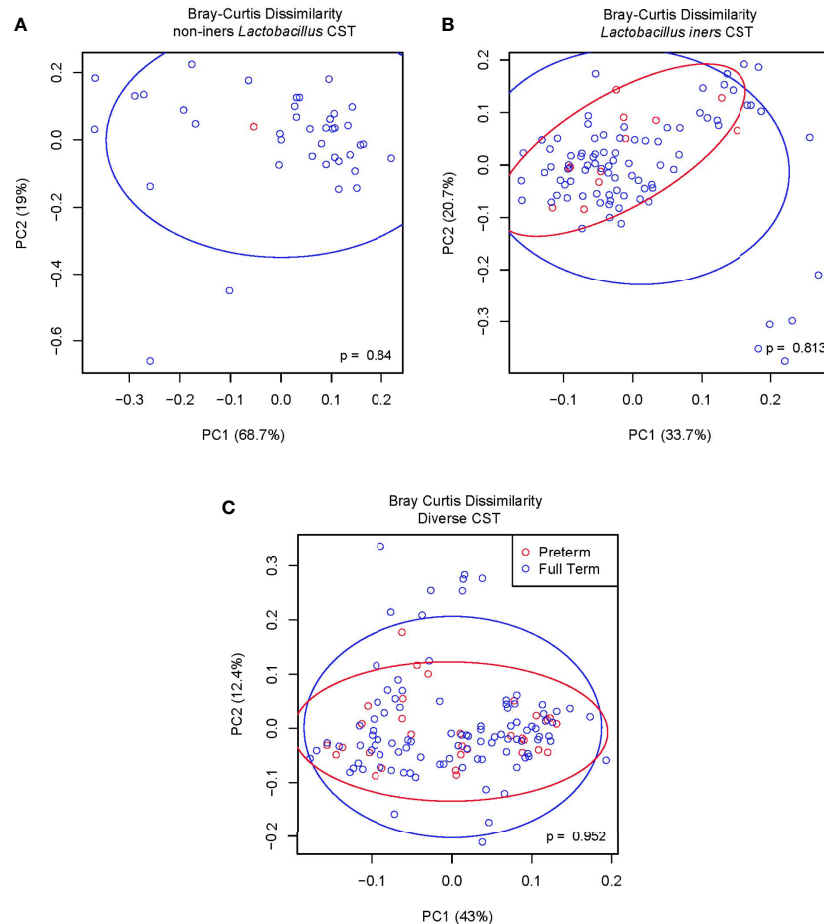 A
Bray-Curtis Dissimilarity
non-iners Lactobacillus CST
0.2
0.0
−0.2
−0.4
−0.6
PC2 (19%)
p = 0.84
−0.3
−0.2
−0.1
0.0
0.1
0.2
PC1 (68.7%)
B
Bray-Curtis Dissimilarity
Lactobacillus iners CST
0.2
0.1
0.0
−0.1
−0.2
−0.3
PC2 (20.7%)
p = 0.813
−0.1
0.0
0.1
0.2
PC1 (33.7%)
C
Bray Curtis Dissimilarity
Diverse CST
Preterm
Full Term
0.3
0.2
0.1
0.0
−0.1
−0.2
PC2 (12.4%)
p = 0.952
−0.1
0.0
0.1
0.2
PC1 (43%)